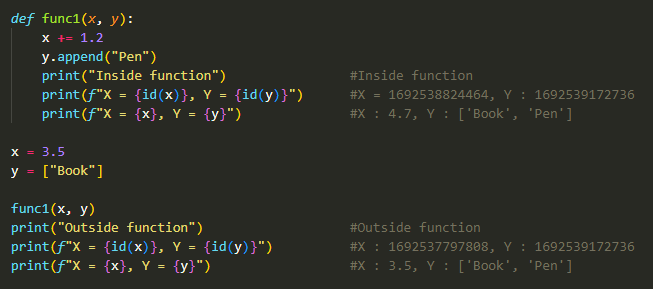 def func1(x, y):
    x += 1.2
    y.append("Pen")
    print("Inside function")                #Inside function
    print(f"X = {id(x)}, Y = {id(y)}")      #X = 1692538824464, Y : 1692539172736
    print(f"X = {x}, Y = {y}")              #X : 4.7, Y : ['Book', 'Pen']
x = 3.5
y = ["Book"]
func1(x, y)
print("Outside function")                   #Outside function
print(f"X = {id(x)}, Y = {id(y)}")          #X : 1692537797808, Y : 1692539172736
print(f"X = {x}, Y = {y}")                  #X : 3.5, Y : ['Book', 'Pen']